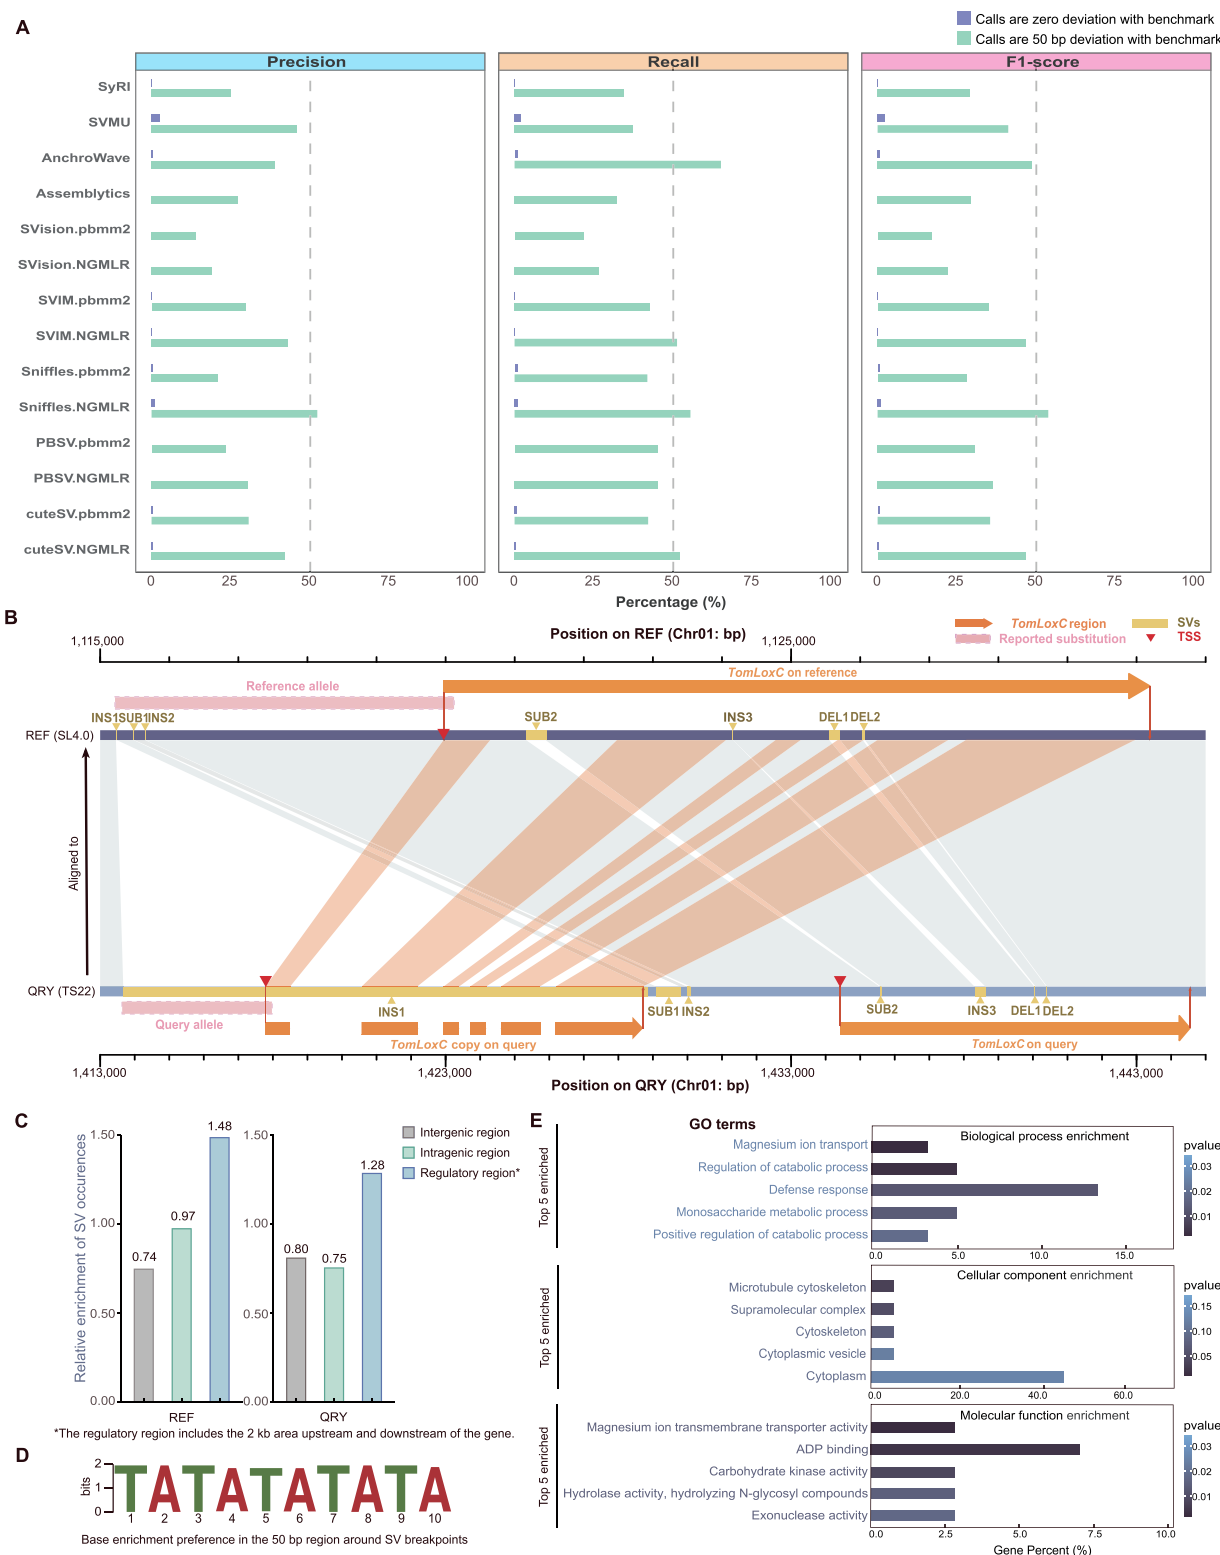 A
Calls are zero deviation with benchmark
Calls are 50 bp deviation with benchmark
Precision
Recall
F1-score
SyRI
SVMU
AnchroWave
Assemblytics
SVision.pbmm2
SVision.NGMLR
SVIM.pbmm2
SVIM.NGMLR
Sniffles.pbmm2
Sniffles.NGMLR
PBSV.pbmm2
PBSV.NGMLR
cuteSV.pbmm2
cuteSV.NGMLR
0 25 50 75 100 0 25 50 75 100 0 25 50 75 100
Percentage (%)
B
1,115,000 Position on REF (Chr01: bp) 1,125,000
TomLoxC region SVs
Reported substitution TSS
TomLoxC on reference
Reference allele
INS1 SUB1 INS2 SUB2 INS3 DEL1 DEL2
REF (SL4.0)
Aligned to
QRY (TS22)
INS1 SUB1 INS2 SUB2 INS3 DEL1 DEL2
Query allele
TomLoxC copy on query
TomLoxC on query
1,413,000 1,423,000 1,433,000 1,443,000
Position on QRY (Chr01: bp)
C
Relative enrichment of SV occurences
1.50
1.00
0.50
0.00
0.74
0.97
1.48
REF
1.50
1.00
0.50
0.00
0.80
0.75
1.28
QRY
Intergenic region
Intragenic region
Regulatory region*
*The regulatory region includes the 2 kb area upstream and downstream of the gene.
D
bits
2
1
0
TATATATATA
1 2 3 4 5 6 7 8 9 10
Base enrichment preference in the 50 bp region around SV breakpoints
E
GO terms
Top 5 enriched
Magnesium ion transport
Regulation of catabolic process
Defense response
Monosaccharide metabolic process
Positive regulation of catabolic process
Biological process enrichment
0.0 5.0 10.0 15.0
pvalue
0.03
0.02
0.01
Top 5 enriched
Microtubule cytoskeleton
Supramolecular complex
Cytoskeleton
Cytoplasmic vesicle
Cytoplasm
Cellular component enrichment
0.0 20.0 40.0 60.0
pvalue
0.15
0.10
0.05
Top 5 enriched
Magnesium ion transmembrane transporter activity
ADP binding
Carbohydrate kinase activity
Hydrolase activity, hydrolyzing N-glycosyl compounds
Exonuclease activity
Molecular function enrichment
0.0 2.5 5.0 7.5 10.0
Gene Percent (%)
pvalue
0.03
0.02
0.01